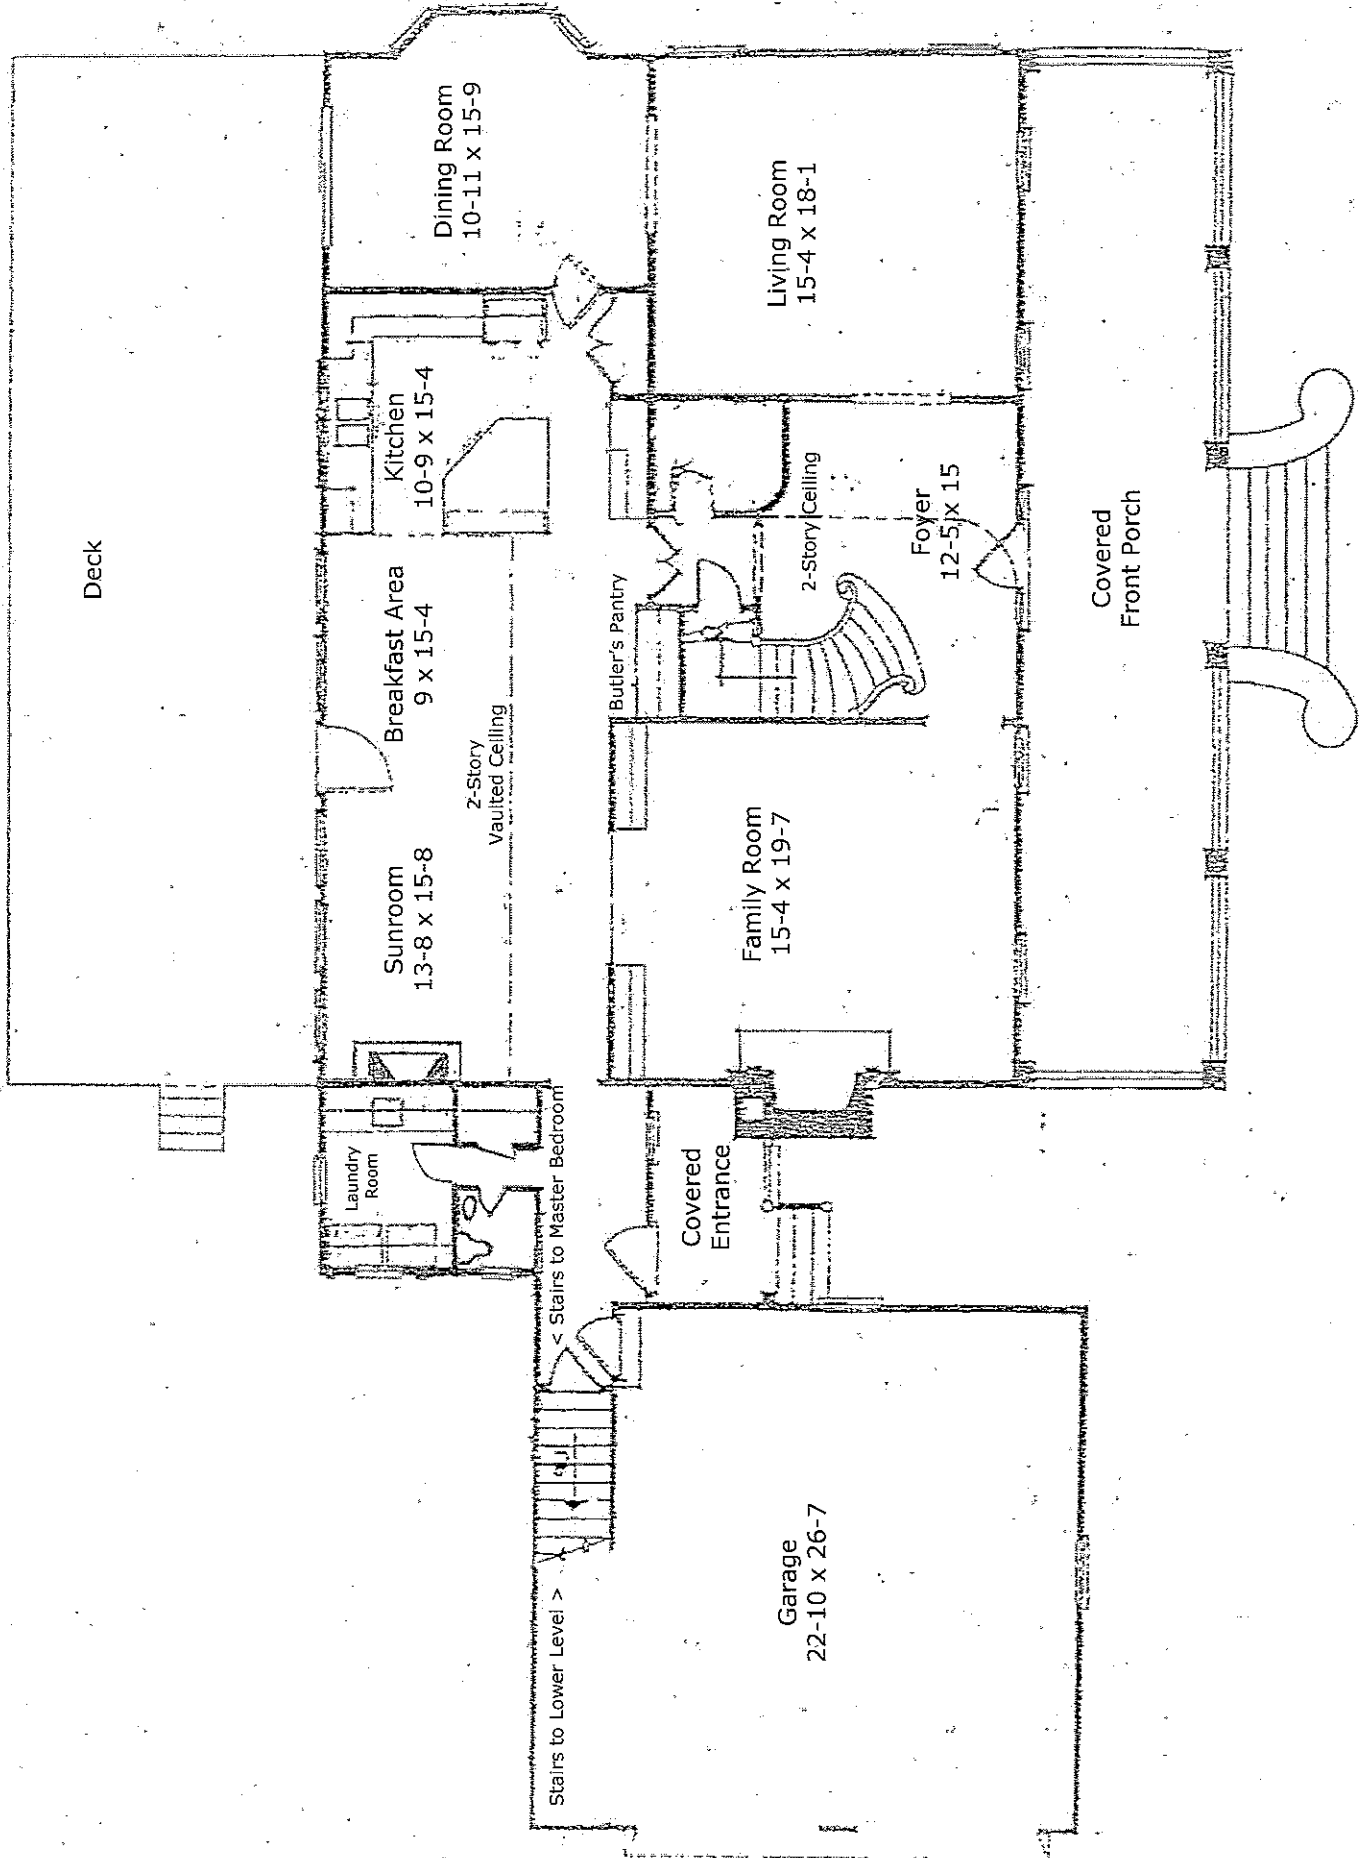 Deck
Dining Room
10-11 x 15-9
Kitchen
10-9 x 15-4
Breakfast Area
9 x 15-4
2-Story
Vaulted Ceiling
Sunroom
13-8 x 15-8
Laundry
Room
Living Room
15-4 x 18-1
2-Story Ceiling
Foyer
12-5 x 15
Butler's Pantry
Family Room
15-4 x 19-7
< Stairs to Master Bedroom
Covered
Entrance
Covered
Front Porch
Stairs to Lower Level >
Garage
22-10 x 26-7